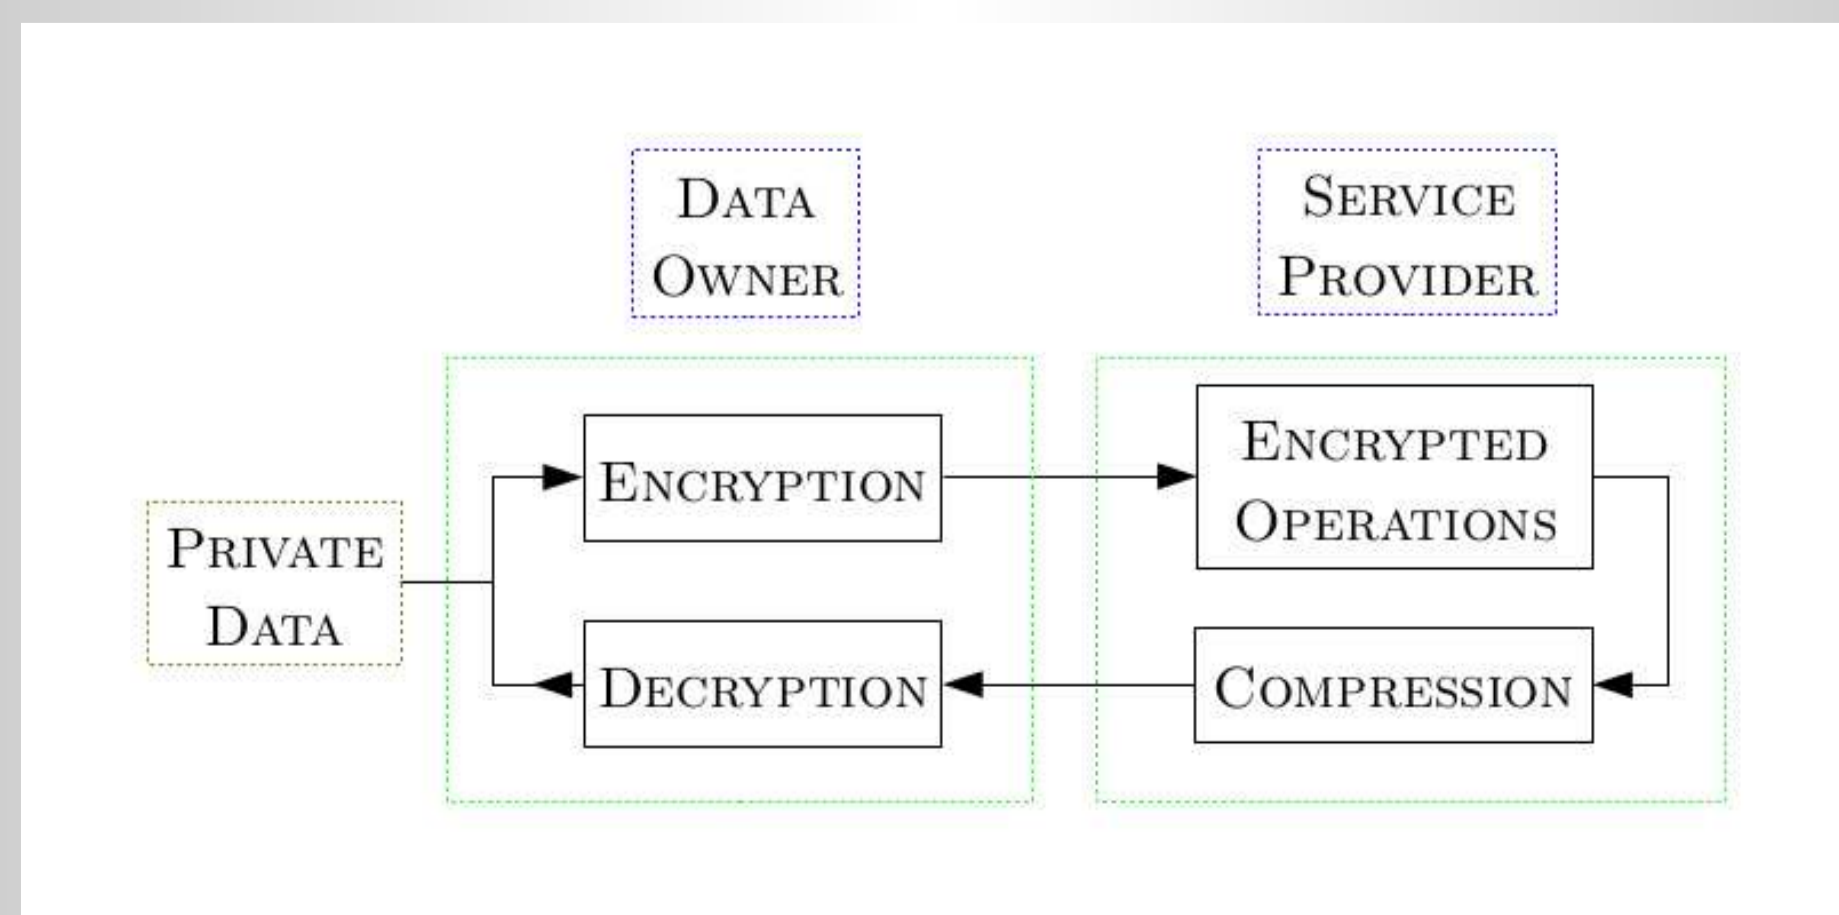 DATA
OWNER
SERVICE
PROVIDER
PRIVATE
DATA
ENCRYPTION
DECRYPTION
ENCRYPTED
OPERATIONS
COMPRESSION